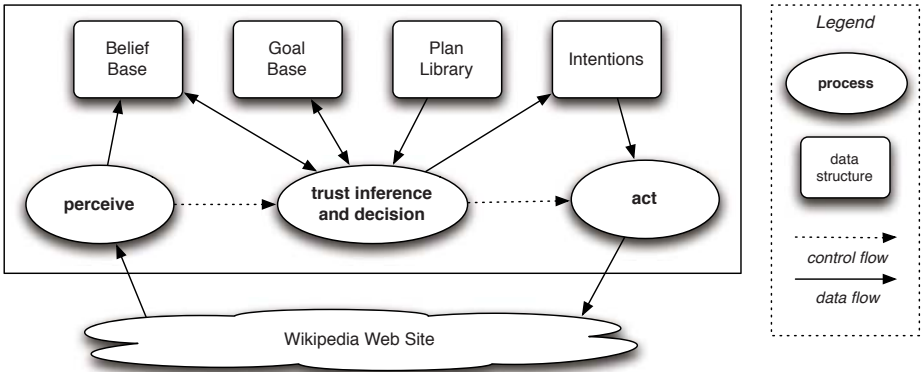 Belief
Base
Goal
Base
Plan
Library
Intentions
perceive
trust inference
and decision
act
Wikipedia Web Site
Legend
process
data
structure
control flow
data flow